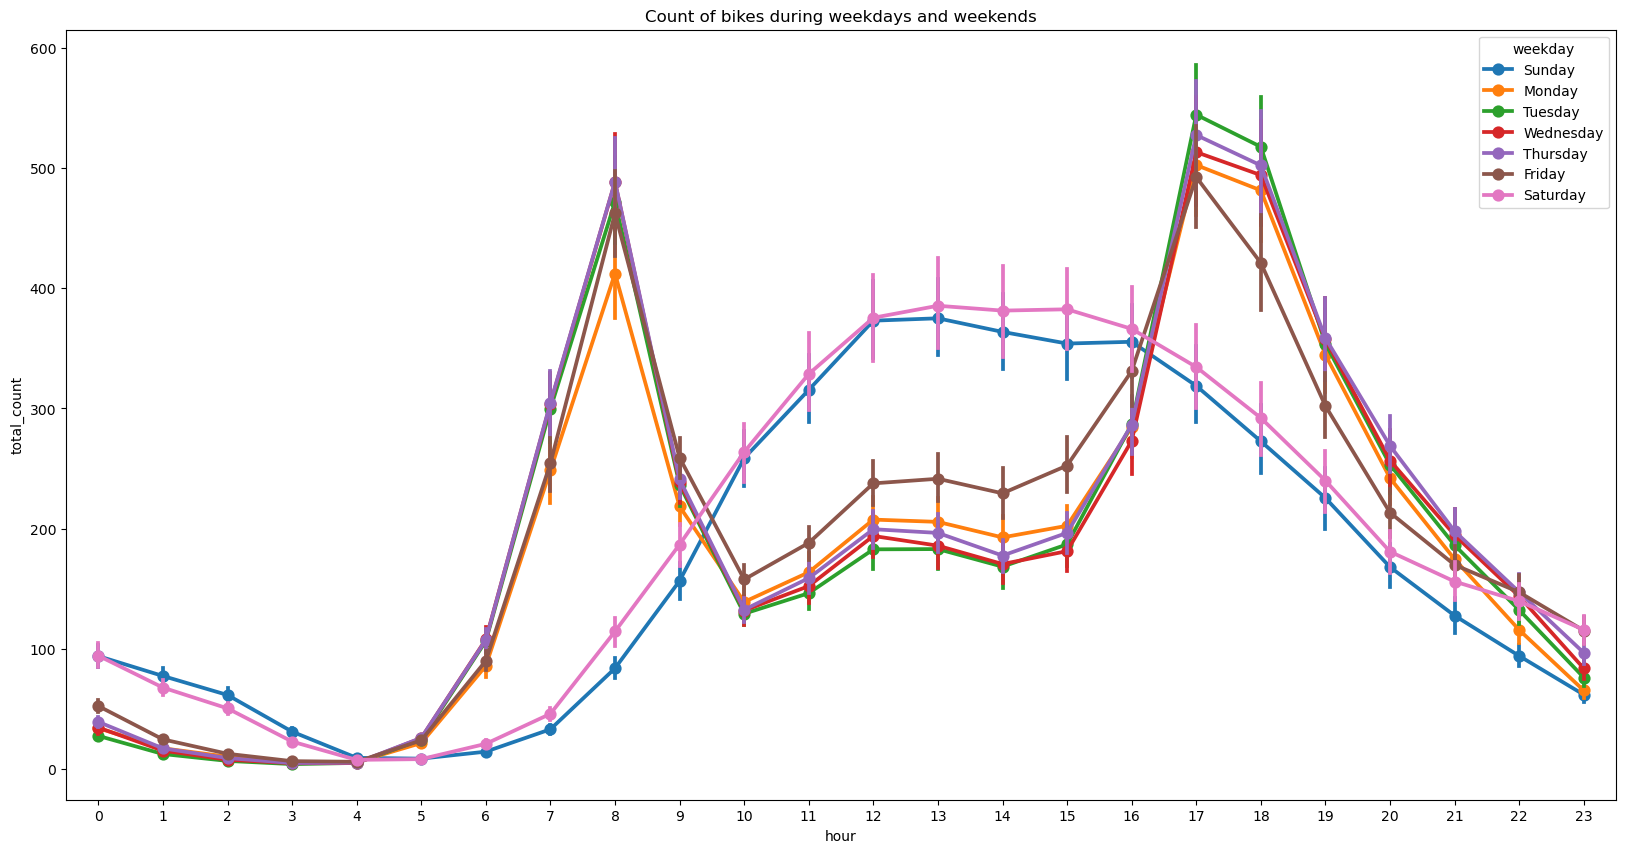 Count of bikes during weekdays and weekends
600
500
400
300
200
100
0
total_count
weekday
Sunday
Monday
Tuesday
Wednesday
Thursday
Friday
Saturday
0 1 2 3 4 5 6 7 8 9 10 11 12 13 14 15 16 17 18 19 20 21 22 23
hour